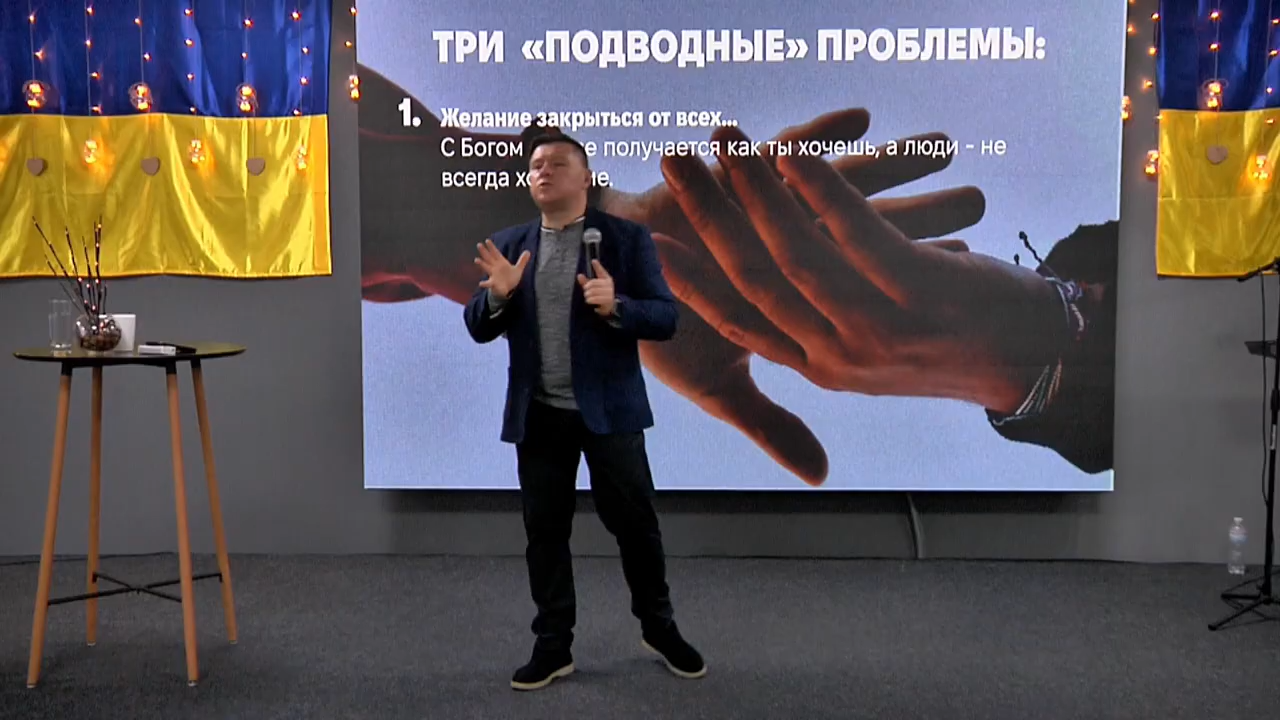 ТРИ «ПОДВОДНЫЕ» ПРОБЛЕМЫ:
1. Желание закрыться от всех...
С Богом получается как ты хочешь, а люди - не
всегда